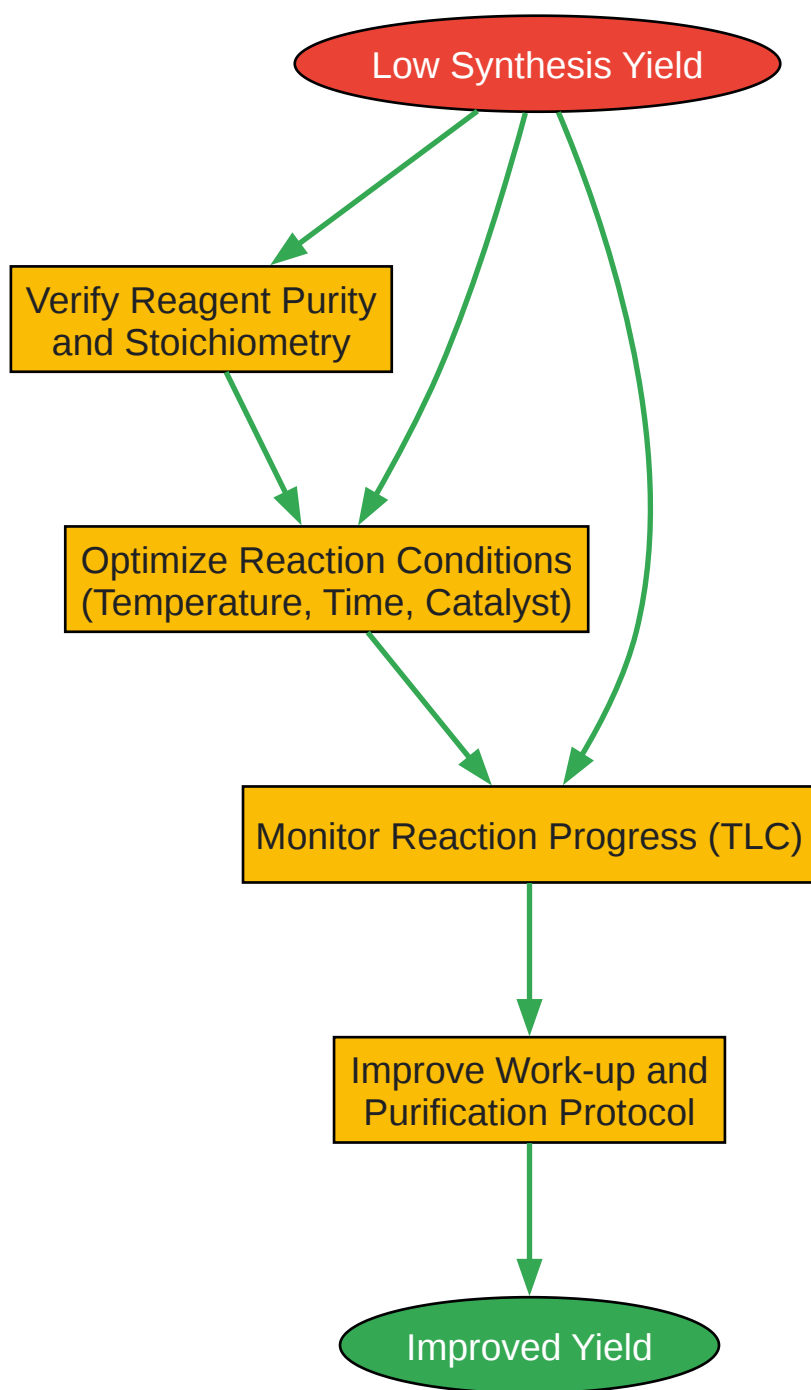 Low Synthesis Yield
Verify Reagent Purity
and Stoichiometry
Optimize Reaction Conditions
(Temperature, Time, Catalyst)
Monitor Reaction Progress (TLC)
Improve Work-up and
Purification Protocol
Improved Yield